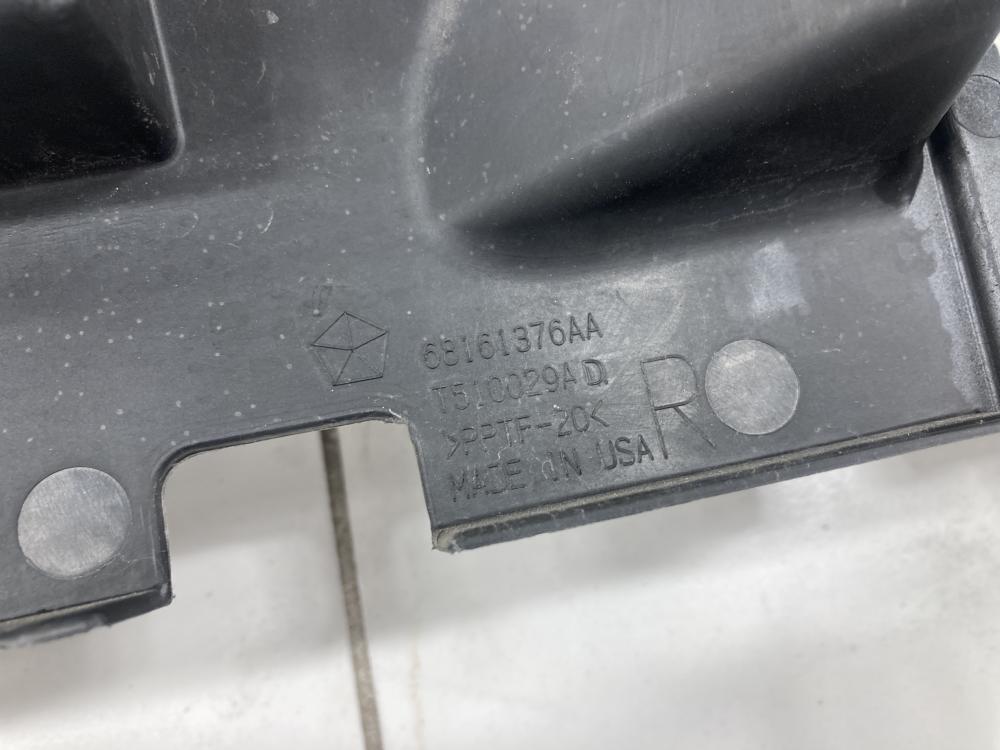 68161376AA
T510029AD
>PPTF-20<
MADE IN USA
R